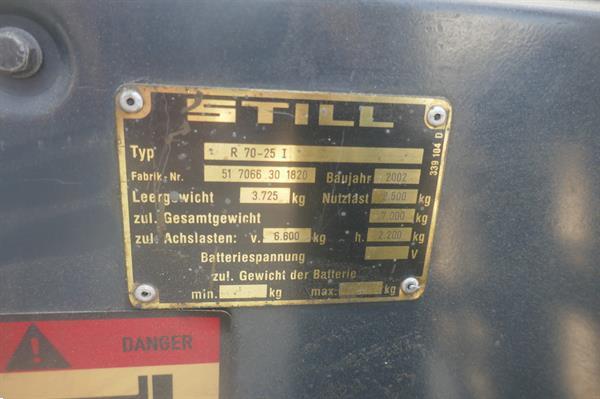 STILL
Typ R 70-25 I
Fabrik.-Nr. 51 7066 30 1820 Baujahr 2002
Leergewicht 3.725 kg Nutzlast 2.500 kg
zul. Gesamtgewicht 7.000 kg
zul. Achslasten: v. 6.600 kg h. 2.200 kg
Batteriespannung V
zul. Gewicht der Batterie
min. kg max. kg
339 104 D
DANGER